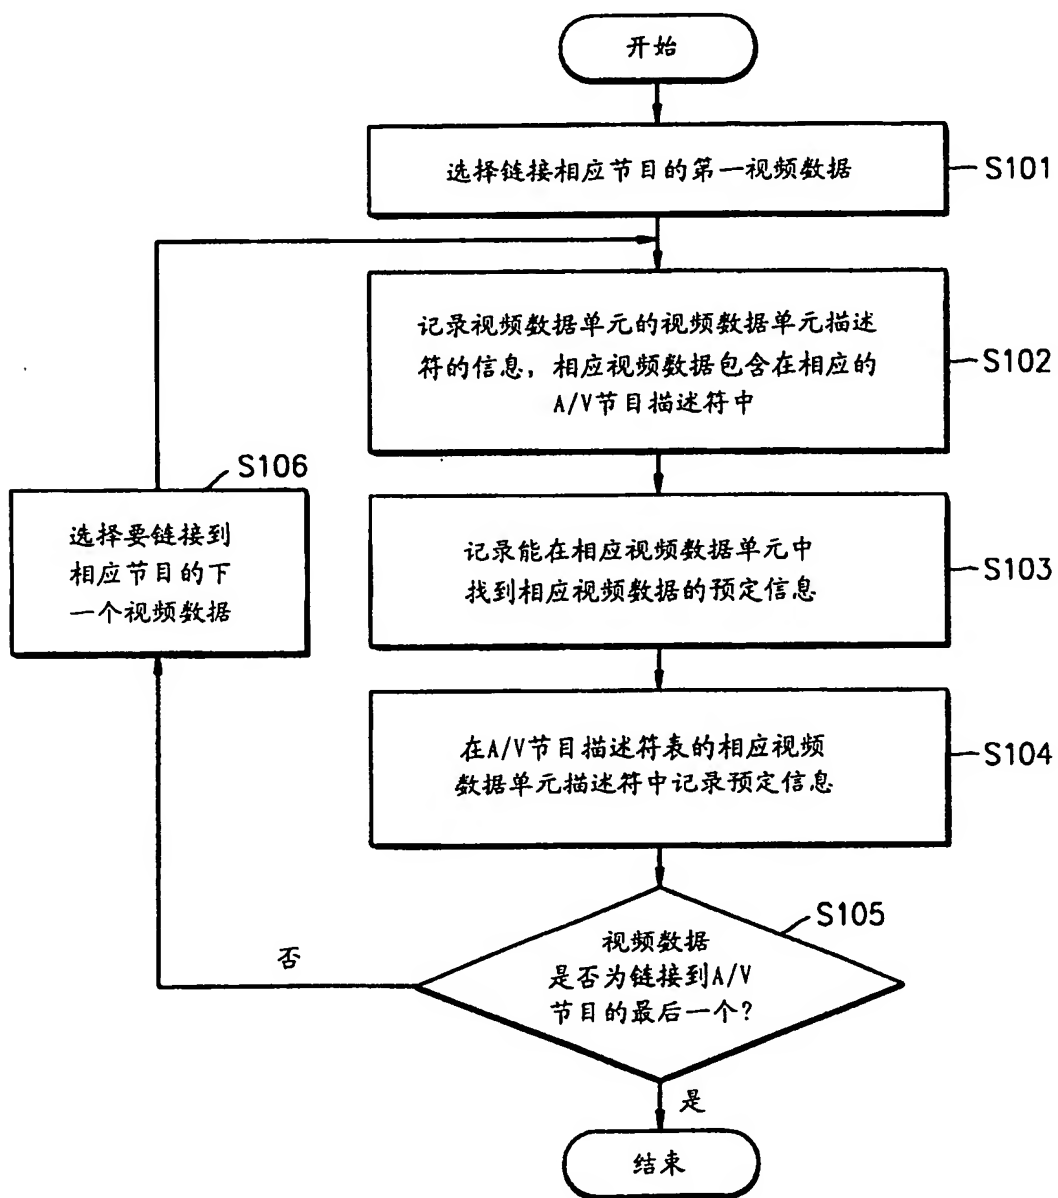 开始
选择链接相应节目的第一视频数据
S101
记录视频数据单元的视频数据单元描述
符的信息，相应视频数据包含在相应的
A/V节目描述符中
S102
S106
选择要链接到
相应节目的下
一个视频数据
记录能在相应视频数据单元中
找到相应视频数据的预定信息
S103
在A/V节目描述符表的相应视频
数据单元描述符中记录预定信息
S104
S105
视频数据
是否为链接到A/V
节目的最后一个?
否
是
结束